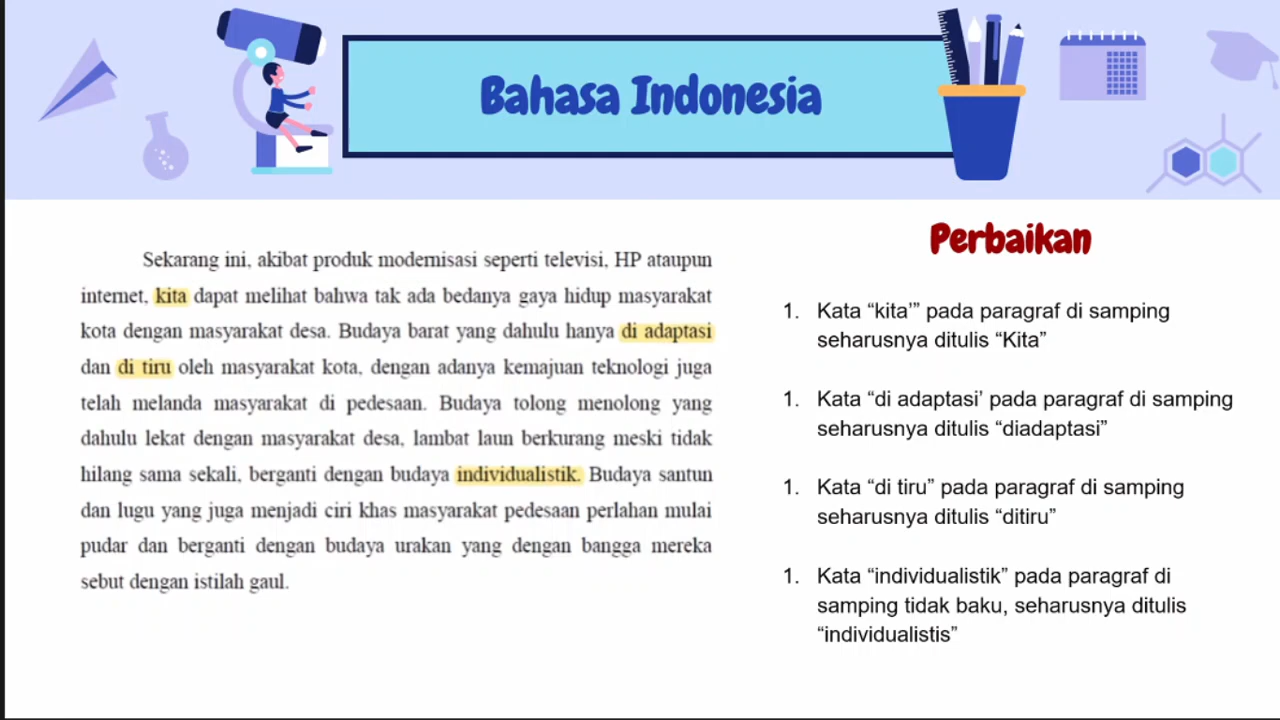 Bahasa Indonesia
Sekarang ini, akibat produk modernisasi seperti televisi, HP ataupun
internet, kita dapat melihat bahwa tak ada bedanya gaya hidup masyarakat
kota dengan masyarakat desa. Budaya barat yang dahulu hanya di adaptasi
dan di tiru oleh masyarakat kota, dengan adanya kemajuan teknologi juga
telah melanda masyarakat di pedesaan. Budaya tolong menolong yang
dahulu lekat dengan masyarakat desa, lambat laun berkurang meski tidak
hilang sama sekali, berganti dengan budaya individualistik. Budaya santun
dan lugu yang juga menjadi ciri khas masyarakat pedesaan perlahan mulai
pudar dan berganti dengan budaya urakan yang dengan bangga mereka
sebut dengan istilah gaul.
Perbaikan
1. Kata “kita’” pada paragraf di samping
seharusnya ditulis “Kita”
1. Kata “di adaptasi’ pada paragraf di samping
seharusnya ditulis “diadaptasi”
1. Kata “di tiru” pada paragraf di samping
seharusnya ditulis “ditiru”
1. Kata “individualistik” pada paragraf di
samping tidak baku, seharusnya ditulis
“individualistis”